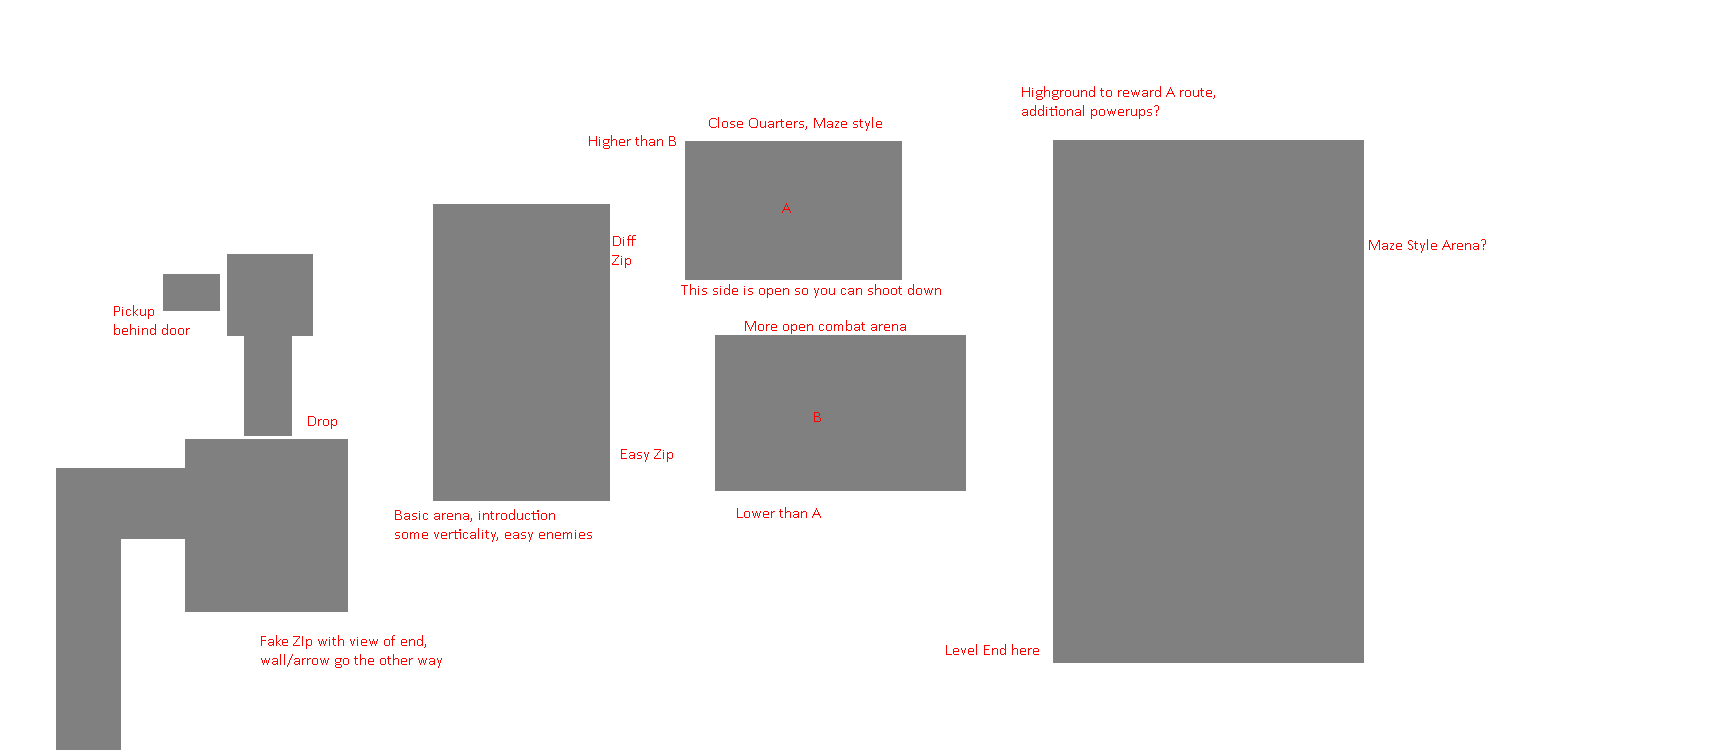 Highground to reward A route,
additional powerups?
Close Quarters, Maze style
Higher than B
A
Diff
Zip
Maze Style Arena?
This side is open so you can shoot down
Pickup
behind door
More open combat arena
B
Drop
Easy Zip
Lower than A
Basic arena, introduction
some verticality, easy enemies
Fake ZIp with view of end,
wall/arrow go the other way
Level End here